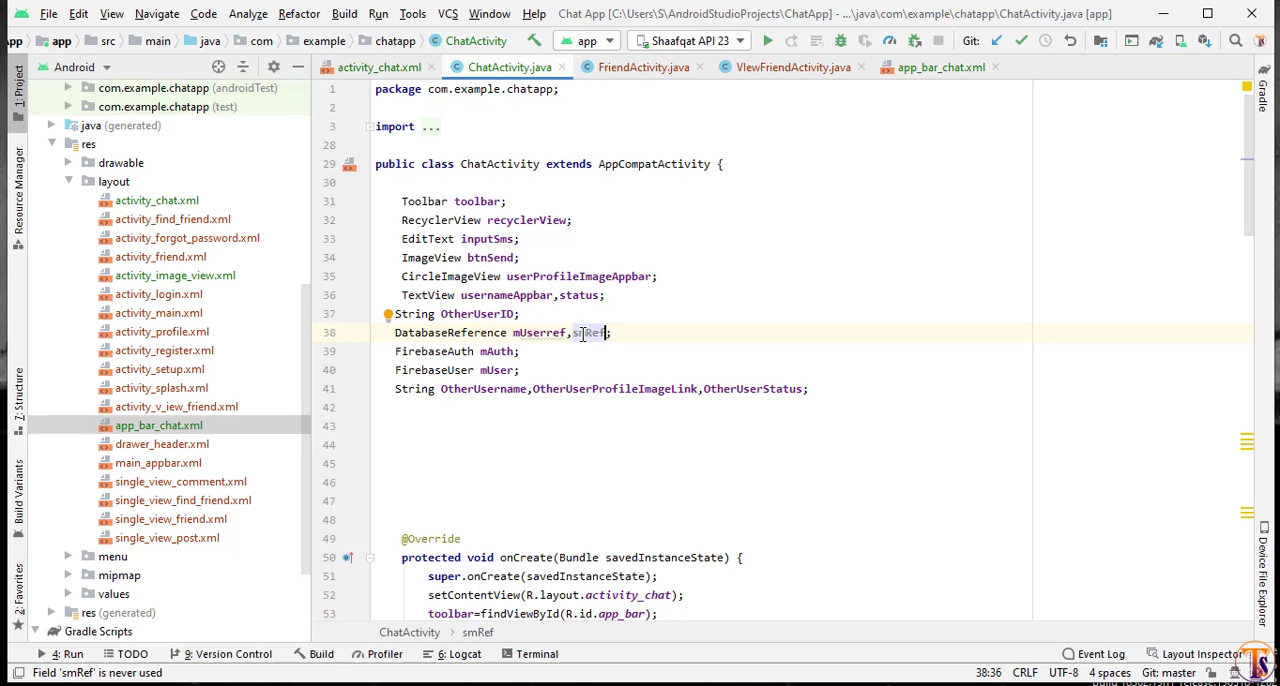 File Edit View Navigate Code Analyze Refactor Build Run Tools VCS Window Help Chat App [C:\Users\S\AndroidStudioProjects\ChatApp] - ...\java\com\example\chatapp\ChatActivity.java [app]
pp app src main java com example chatapp ChatActivity app Shaafqat API 23 Git:
Android activity_chat.xml ChatActivity.java FriendActivity.java VIewFriendActivity.java app_bar_chat.xml
1: Project
Resource Manager
7: Structure
Build Variants
2: Favorites
com.example.chatapp (androidTest)
com.example.chatapp (test)
java (generated)
res
drawable
layout
activity_chat.xml
activity_find_friend.xml
activity_forgot_password.xml
activity_friend.xml
activity_image_view.xml
activity_login.xml
activity_main.xml
activity_profile.xml
activity_register.xml
activity_setup.xml
activity_splash.xml
activity_v_iew_friend.xml
app_bar_chat.xml
drawer_header.xml
main_appbar.xml
single_view_comment.xml
single_view_find_friend.xml
single_view_friend.xml
single_view_post.xml
menu
mipmap
values
res (generated)
Gradle Scripts
1 package com.example.chatapp;
2
3 import ...
28
29 public class ChatActivity extends AppCompatActivity {
30
31 Toolbar toolbar;
32 RecyclerView recyclerView;
33 EditText inputSms;
34 ImageView btnSend;
35 CircleImageView userProfileImageAppbar;
36 TextView usernameAppbar,status;
37 String OtherUserID;
38 DatabaseReference mUserref,smRef;
39 FirebaseAuth mAuth;
40 FirebaseUser mUser;
41 String OtherUsername,OtherUserProfileImageLink,OtherUserStatus;
42
43
44
45
46
47
48
49 @Override
50 protected void onCreate(Bundle savedInstanceState) {
51 super.onCreate(savedInstanceState);
52 setContentView(R.layout.activity_chat);
53 toolbar=findViewById(R.id.app_bar);
ChatActivity smRef
Gradle
Device File Explorer
4: Run TODO 9: Version Control Build Profiler 6: Logcat Terminal Event Log Layout Inspector
Field 'smRef' is never used 38:36 CRLF UTF-8 4 spaces Git: master